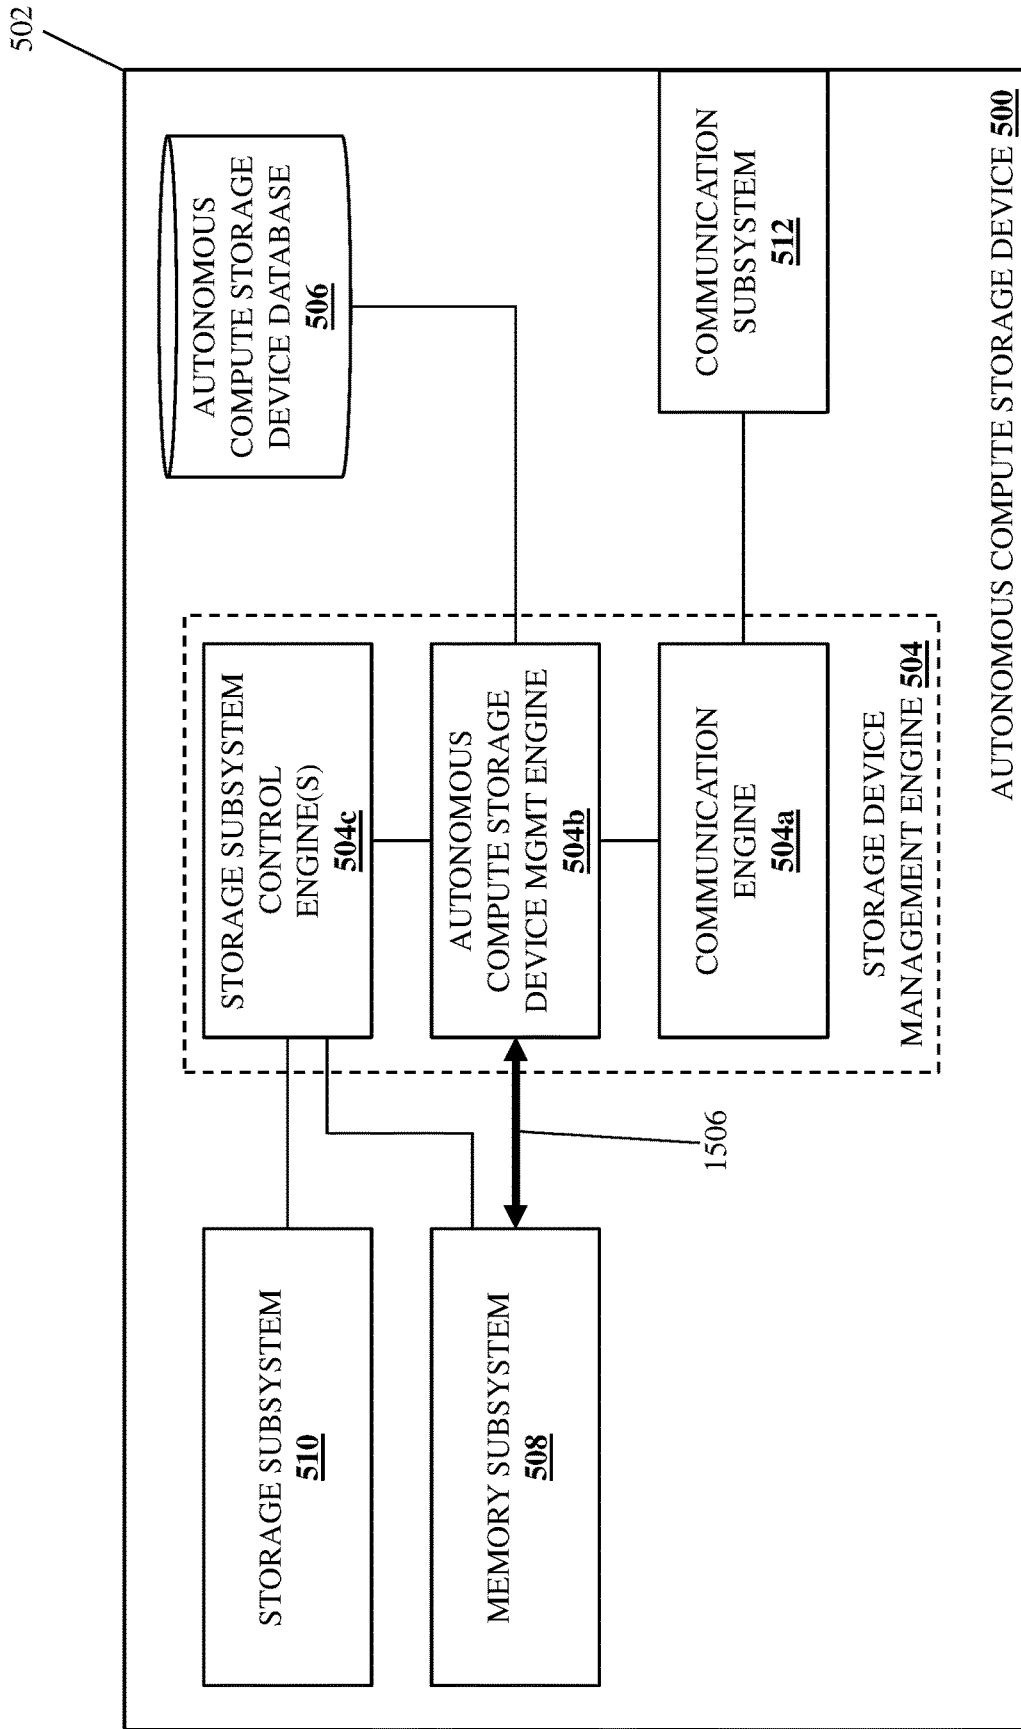 502
STORAGE SUBSYSTEM
510
STORAGE SUBSYSTEM
CONTROL
ENGINE(S)
504c
AUTONOMOUS
COMPUTE STORAGE
DEVICE DATABASE
506
MEMORY SUBSYSTEM
508
1506
AUTONOMOUS
COMPUTE STORAGE
DEVICE MGMT ENGINE
504b
COMMUNICATION
ENGINE
504a
COMMUNICATION
SUBSYSTEM
512
STORAGE DEVICE
MANAGEMENT ENGINE 504
AUTONOMOUS COMPUTE STORAGE DEVICE 500